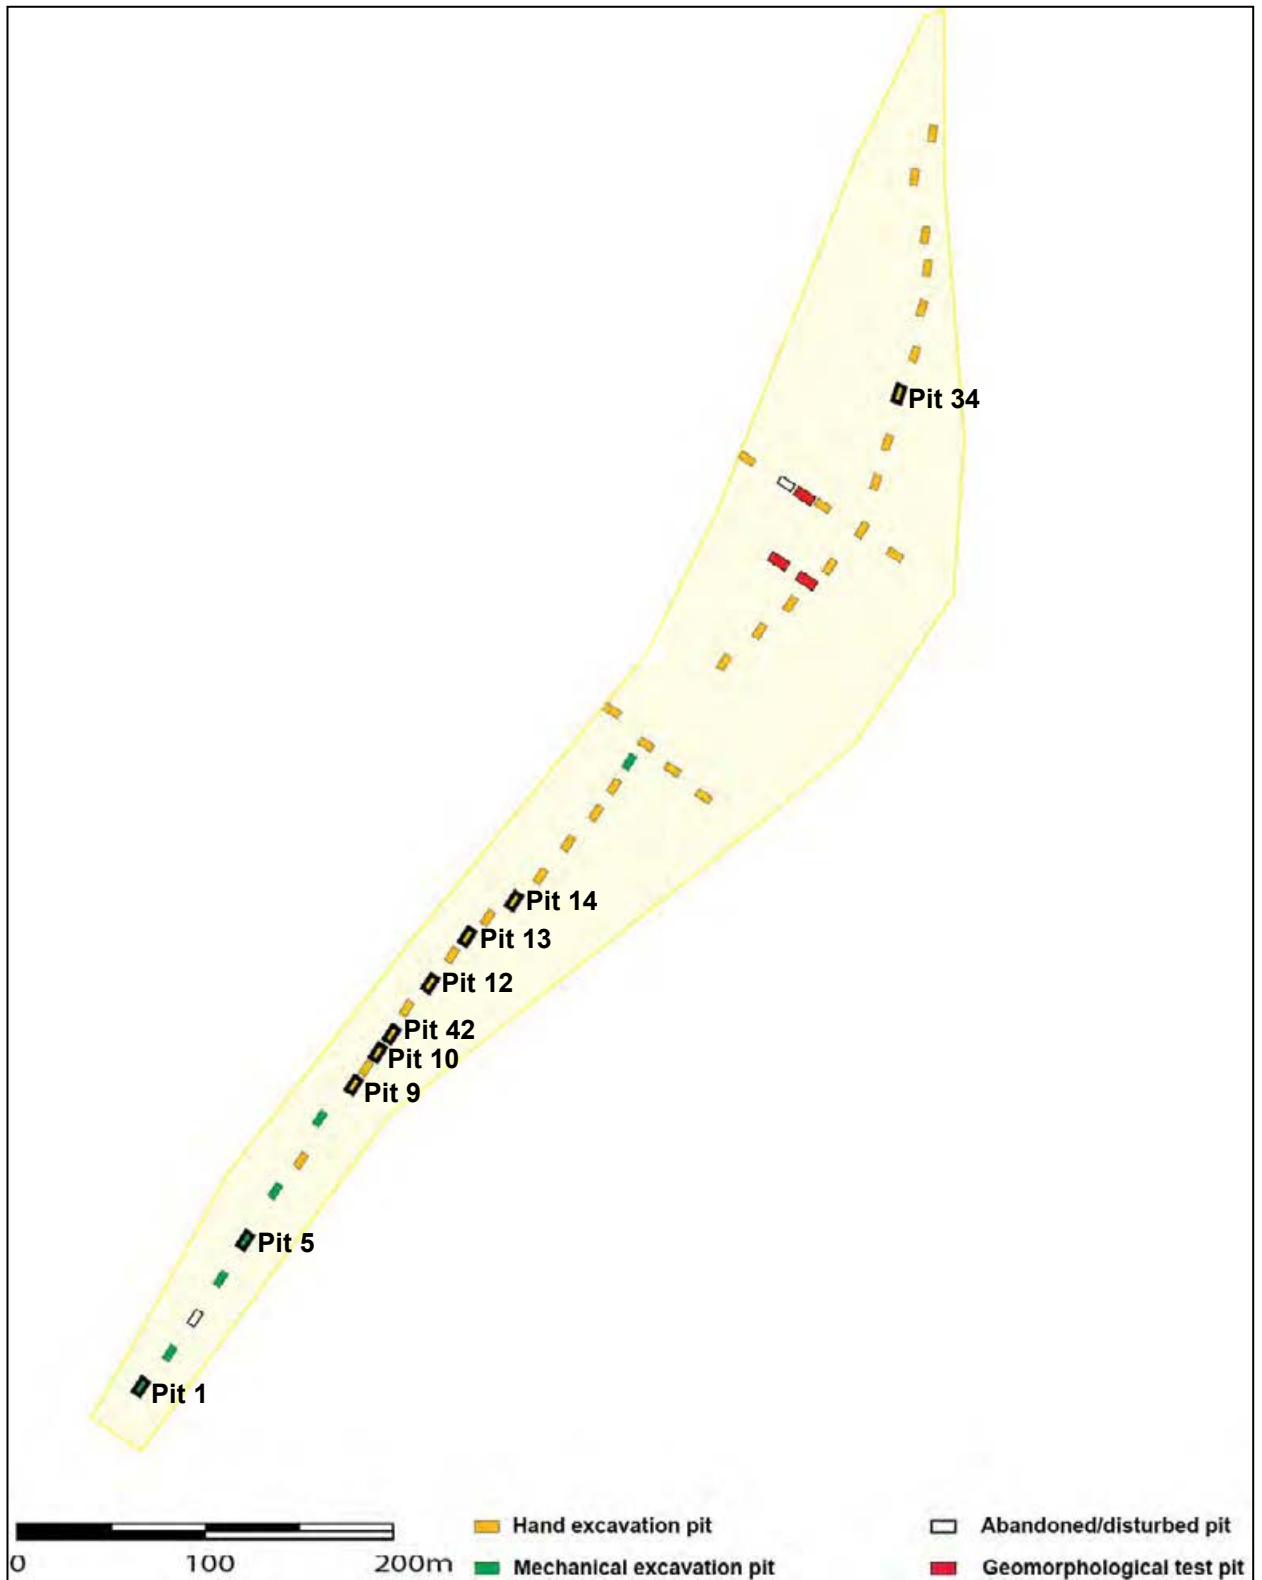 Pit 34
Pit 14
Pit 13
Pit 12
Pit 42
Pit 10
Pit 9
Pit 5
Pit 1
0 100 200m
Hand excavation pit
Mechanical excavation pit
Abandoned/disturbed pit
Geomorphological test pit